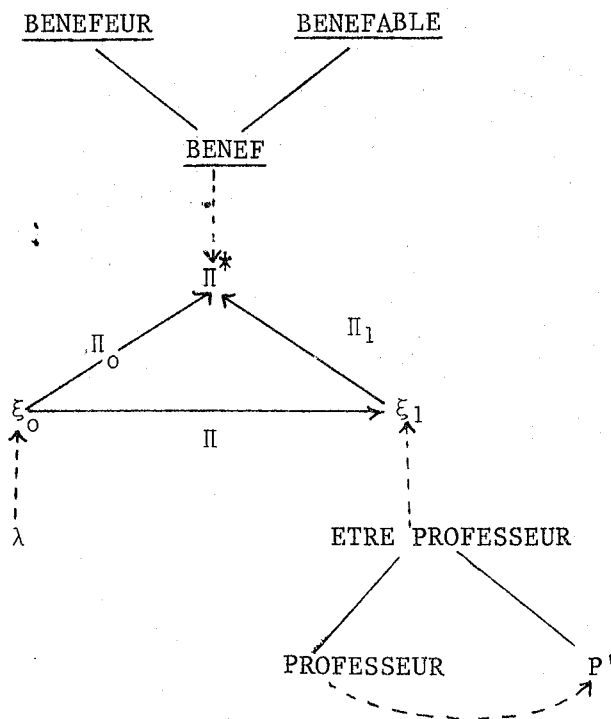 BENEFEUR BENEFABLE
BENEF
Π*
Π₀ Π₁
ξ₀ ξ₁
Π
λ ETRE PROFESSEUR
PROFESSEUR P'